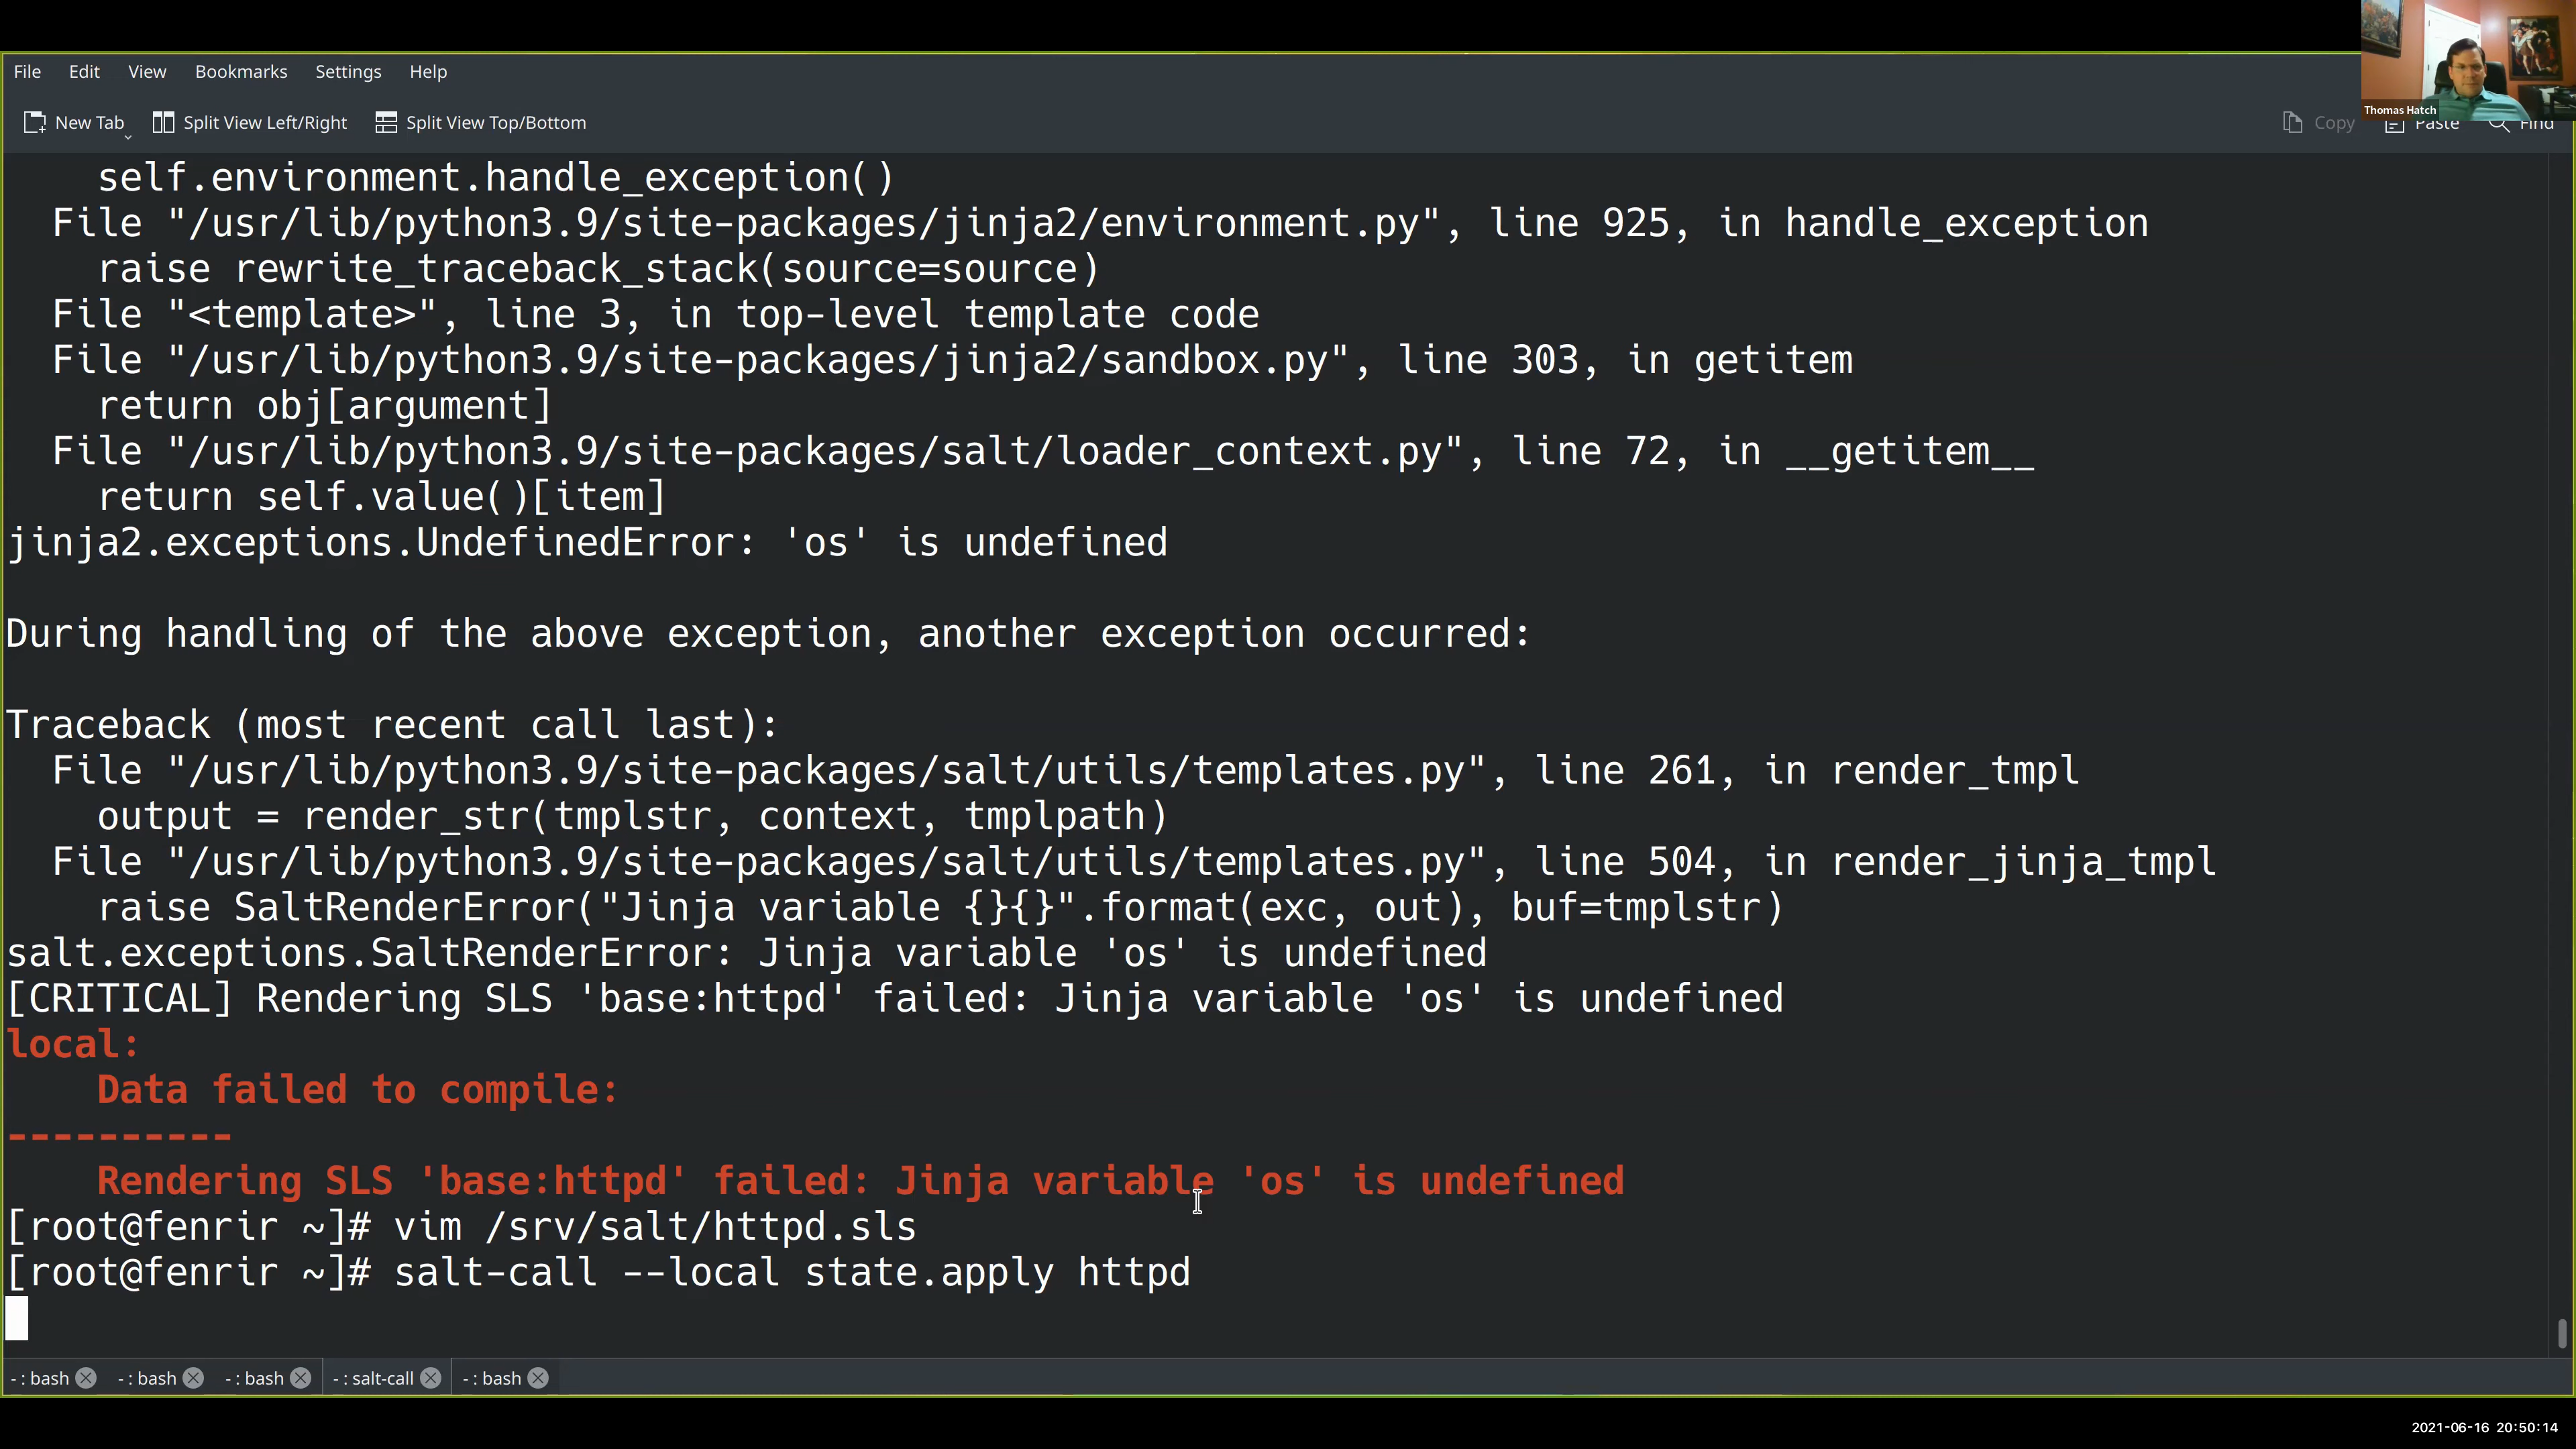 File Edit View Bookmarks Settings Help
Thomas Hatch
New Tab Split View Left/Right Split View Top/Bottom Copy Paste Find
self.environment.handle_exception()
File "/usr/lib/python3.9/site-packages/jinja2/environment.py", line 925, in handle_exception
raise rewrite_traceback_stack(source=source)
File "<template>", line 3, in top-level template code
File "/usr/lib/python3.9/site-packages/jinja2/sandbox.py", line 303, in getitem
return obj[argument]
File "/usr/lib/python3.9/site-packages/salt/loader_context.py", line 72, in __getitem__
return self.value()[item]
jinja2.exceptions.UndefinedError: 'os' is undefined
During handling of the above exception, another exception occurred:
Traceback (most recent call last):
File "/usr/lib/python3.9/site-packages/salt/utils/templates.py", line 261, in render_tmpl
output = render_str(tmplstr, context, tmplpath)
File "/usr/lib/python3.9/site-packages/salt/utils/templates.py", line 504, in render_jinja_tmpl
raise SaltRenderError("Jinja variable {}{}".format(exc, out), buf=tmplstr)
salt.exceptions.SaltRenderError: Jinja variable 'os' is undefined
[CRITICAL] Rendering SLS 'base:httpd' failed: Jinja variable 'os' is undefined
local:
Data failed to compile:
----------
Rendering SLS 'base:httpd' failed: Jinja variable 'os' is undefined
[root@fenrir ~]# vim /srv/salt/httpd.sls
[root@fenrir ~]# salt-call --local state.apply httpd
- : bash - : bash - : bash - : salt-call - : bash
2021-06-16 20:50:14